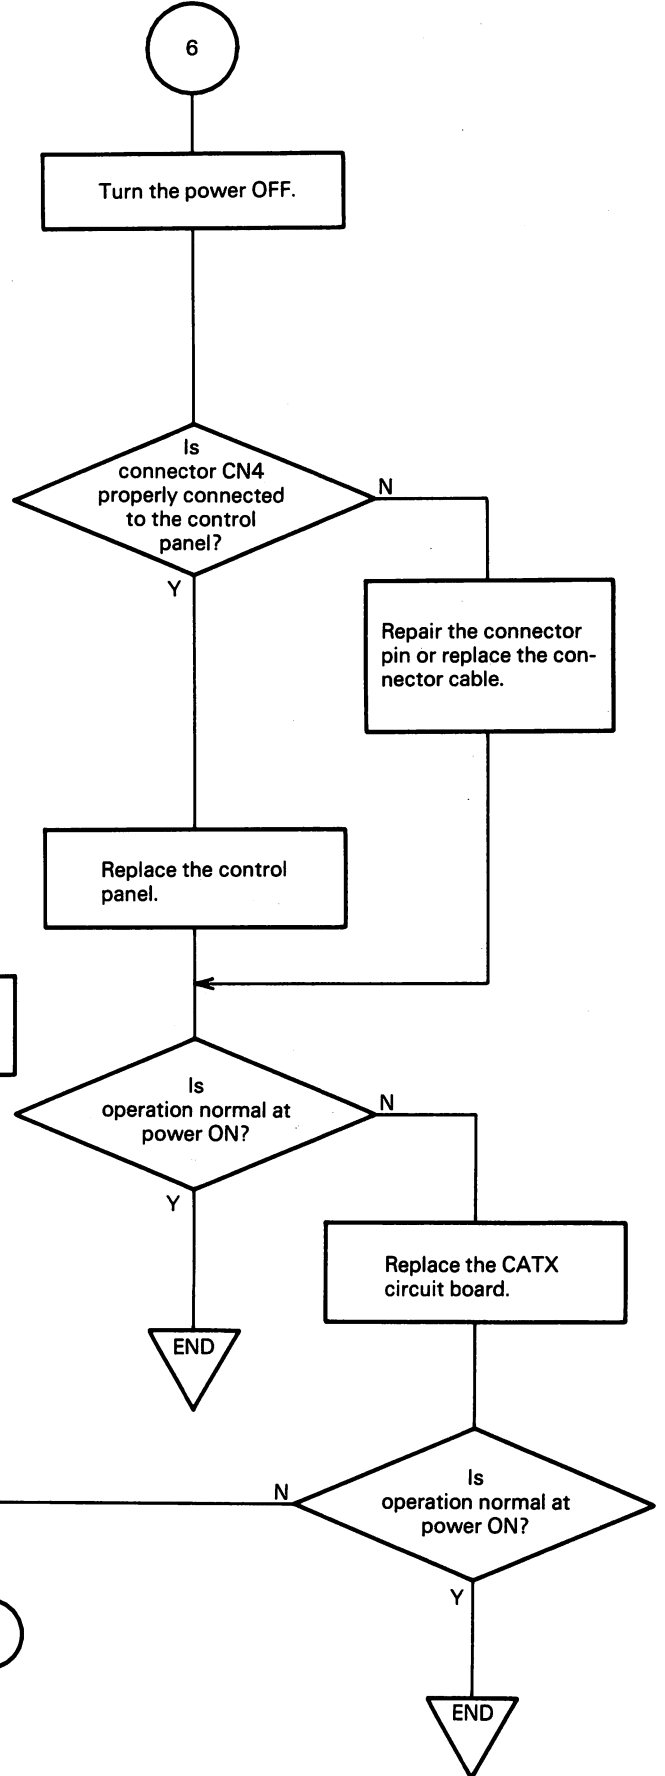 6
Turn the power OFF.
Is
connector CN4
properly connected
to the control
panel?
N
Y
Repair the connector
pin or replace the con-
nector cable.
Replace the control
panel.
Is
operation normal at
power ON?
N
Y
Replace the CATX
circuit board.
END
Is
operation normal at
power ON?
N
Y
END